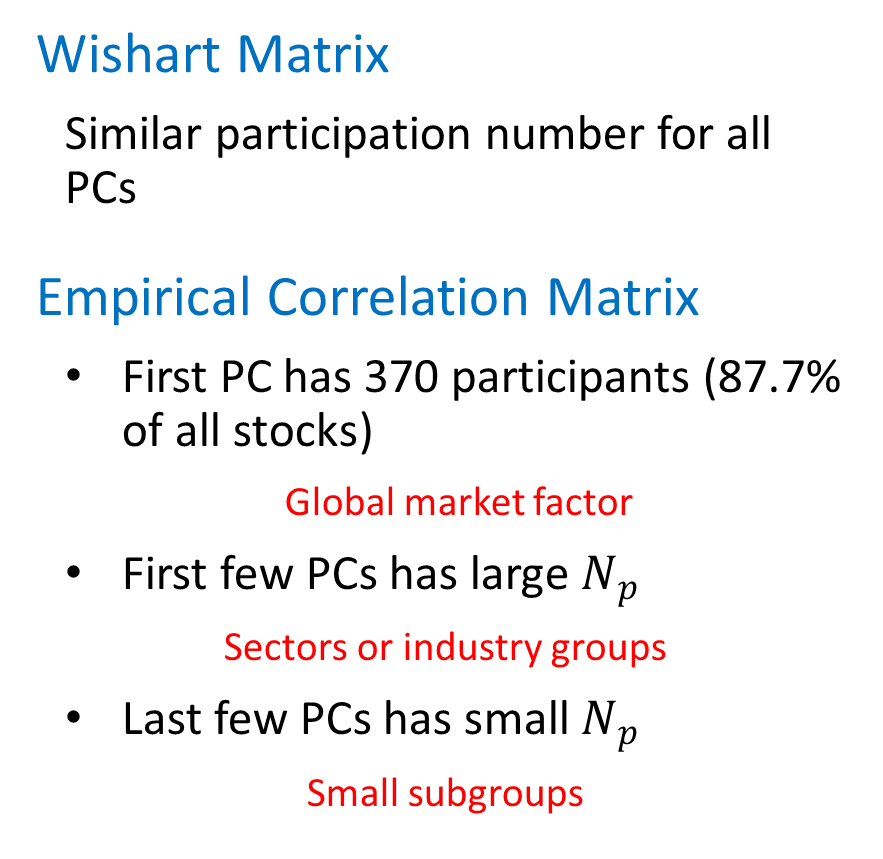 Wishart Matrix
Similar participation number for all
PCs
Empirical Correlation Matrix
• First PC has 370 participants (87.7%
of all stocks)
Global market factor
• First few PCs has large Nₚ
Sectors or industry groups
• Last few PCs has small Nₚ
Small subgroups